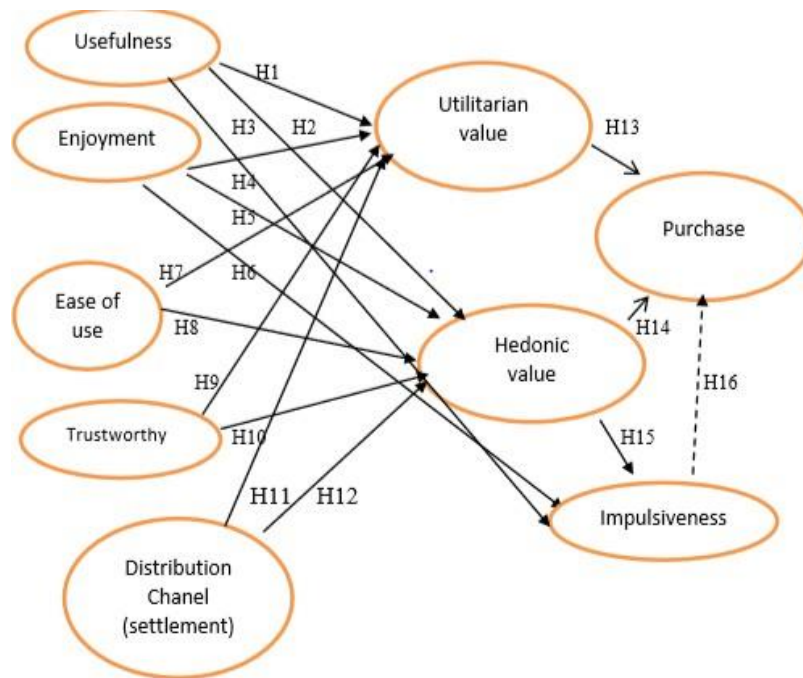 Usefulness
H1
Utilitarian
value
H13
Enjoyment
H3
H2
H4
H5
Purchase
Ease of
use
H7
H6
H8
Hedonic
value
H14
H9
H16
Trustworthy
H10
H15
H11
H12
Impulsiveness
Distribution
Chanel
(settlement)